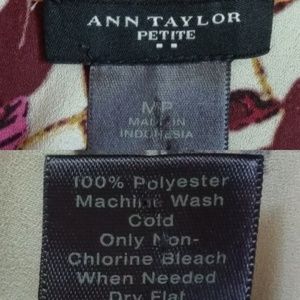 ANN TAYLOR
PETITE
MP
MADE IN
INDONESIA
100% Polyester
Machine Wash
Cold
Only Non-
Chlorine Bleach
When Needed
Dry Flat